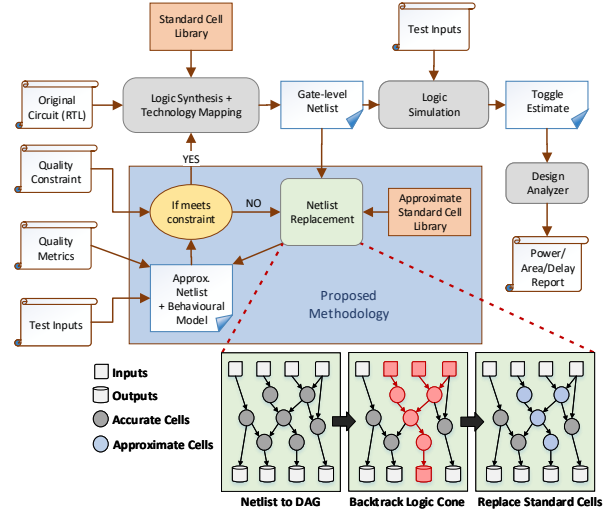 Standard Cell
Library
Test Inputs
Original
Circuit (RTL)
Logic Synthesis +
Technology Mapping
Gate-level
Netlist
Logic
Simulation
Toggle
Estimate
Quality
Constraint
YES
If meets
constraint
NO
Netlist
Replacement
Approximate
Standard Cell
Library
Design
Analyzer
Quality
Metrics
Approx.
Netlist
+ Behavioural
Model
Proposed
Methodology
Power/
Area/Delay
Report
Test Inputs
Inputs
Outputs
Accurate Cells
Approximate Cells
Netlist to DAG
Backtrack Logic Cone
Replace Standard Cells